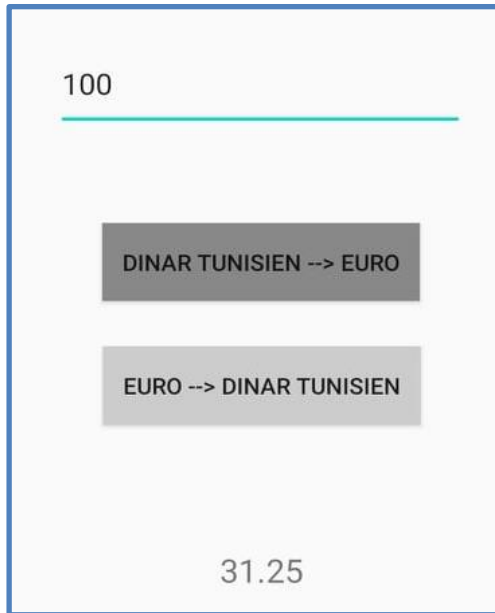 100
DINAR TUNISIEN --> EURO
EURO --> DINAR TUNISIEN
31.25